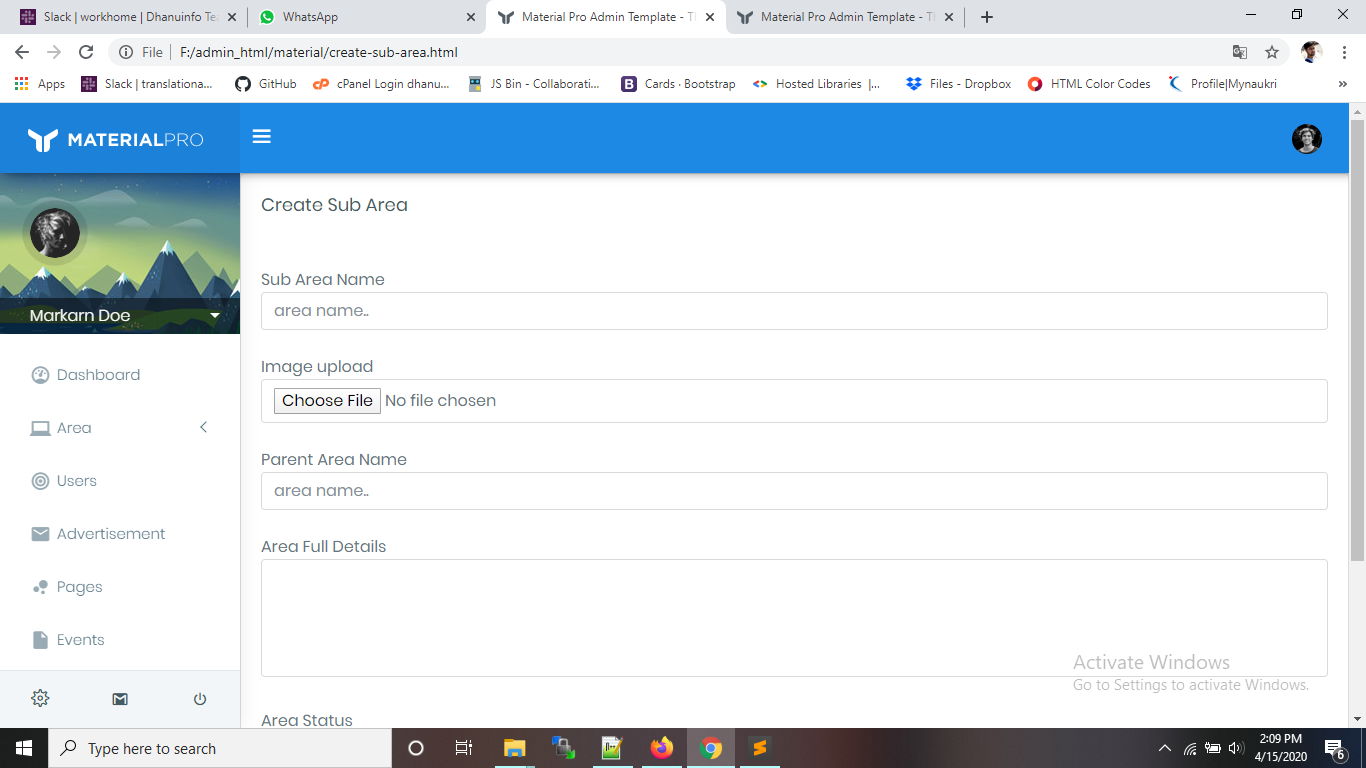 Slack | workhome | Dhanuinfo Te
WhatsApp
Material Pro Admin Template - T
Material Pro Admin Template - T
File
F:/admin_html/material/create-sub-area.html
Apps
Slack | translationa...
GitHub
cPanel Login dhanu...
JS Bin - Collaborati...
Cards · Bootstrap
Hosted Libraries |...
Files - Dropbox
HTML Color Codes
Profile|Mynaukri
MATERIALPRO
Markarn Doe
Dashboard
Area
Users
Advertisement
Pages
Events
Create Sub Area
Sub Area Name
area name..
Image upload
Choose File No file chosen
Parent Area Name
area name..
Area Full Details
Area Status
Activate Windows
Go to Settings to activate Windows.
Type here to search
2:09 PM
4/15/2020
6